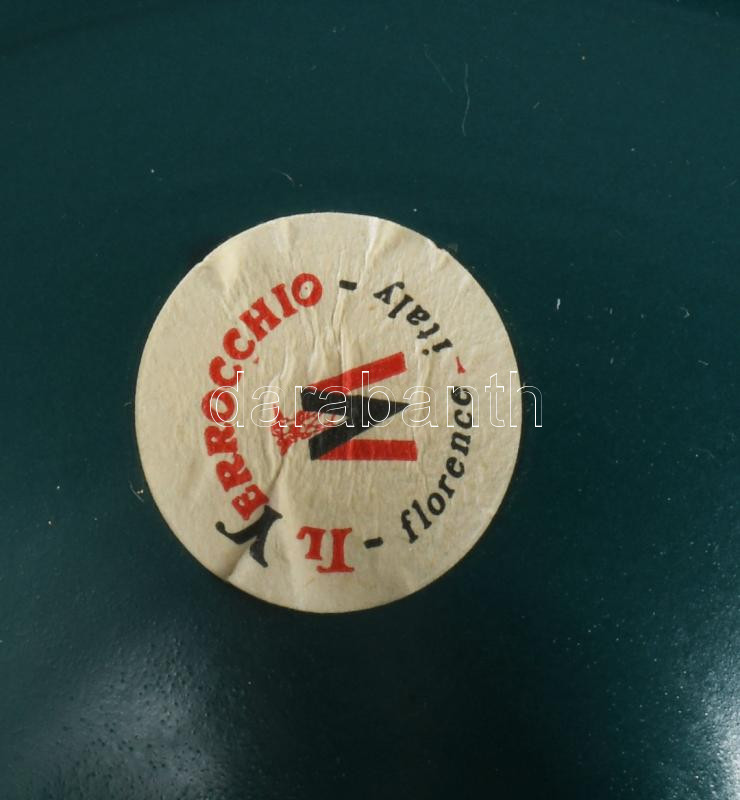 IL VERROCCHIO - italy - florence -
darabanth